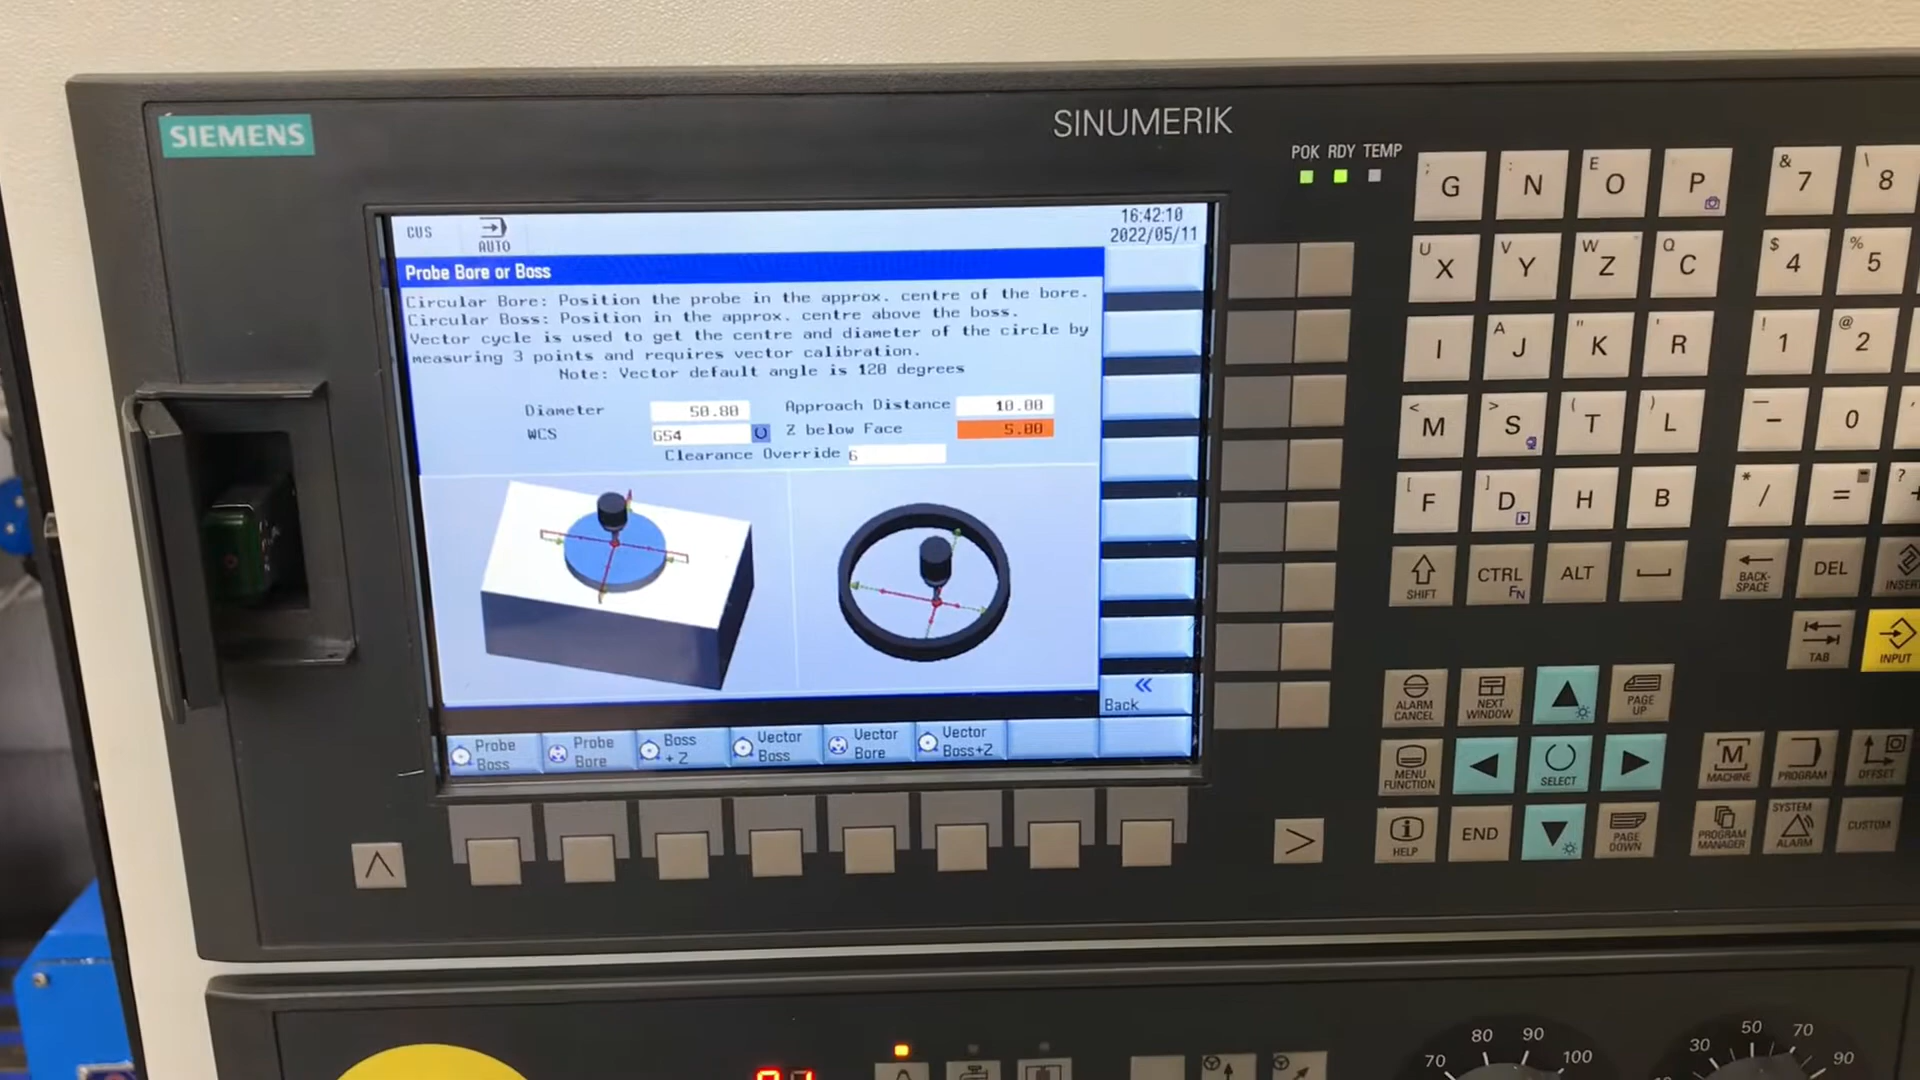 SIEMENS
SINUMERIK
POK RDY TEMP
CUS
AUTO
16:42:10
2022/05/11
Probe Bore or Boss
Circular Bore: Position the probe in the approx. centre of the bore.
Circular Boss: Position in the approx. centre above the boss.
Vector cycle is used to get the centre and diameter of the circle by
measuring 3 points and requires vector calibration.
Note: Vector default angle is 120 degrees
Diameter 50.80 Approach Distance 10.00
WCS G54 Z below Face 5.00
Clearance Override 6
Back
Probe Boss
Probe Bore
Boss + Z
Vector Boss
Vector Bore
Vector Boss+Z
; G : N E O P & 7 \ 8
U X V Y W Z Q C $ 4 % 5
I A J " K ' R ! 1 @ 2
< M > S ( T ) L _ - 0
[ F ] D H B * / = ? +
SHIFT
CTRL FN
ALT
BACK-SPACE
DEL
INSERT
TAB
INPUT
ALARM CANCEL
NEXT WINDOW
PAGE UP
MENU FUNCTION
SELECT
MACHINE
PROGRAM
OFFSET
HELP
END
PAGE DOWN
PROGRAM MANAGER
SYSTEM ALARM
CUSTOM
70 80 90 100
30 50 70 90